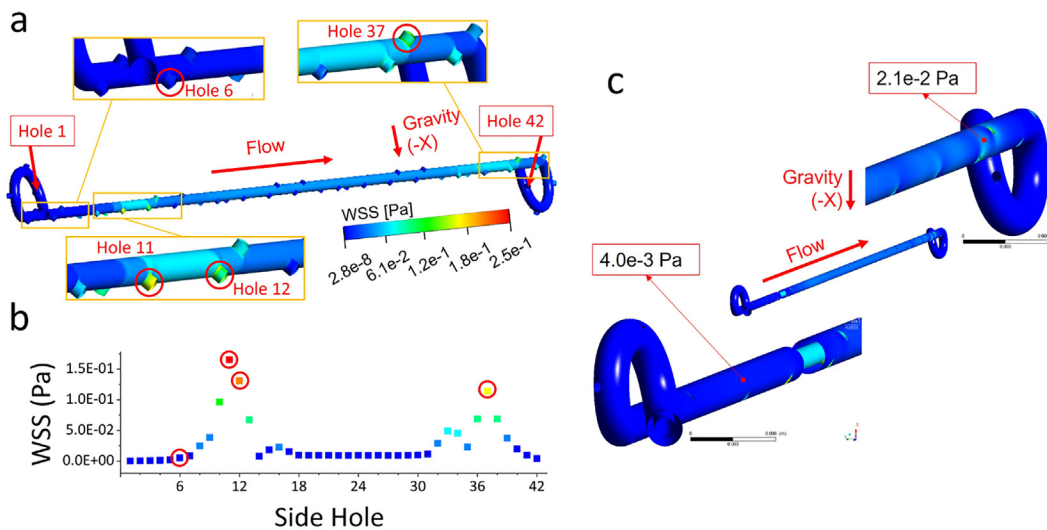 a
Hole 37
Hole 6
Hole 1
Flow
Gravity
(-X)
Hole 42
WSS [Pa]
2.8e-8
6.1e-2
1.2e-1
1.8e-1
2.5e-1
Hole 11
Hole 12
b
WSS (Pa)
1.5E-01
1.0E-01
5.0E-02
0.0E+00
6
12
18
24
30
36
42
Side Hole
c
2.1e-2 Pa
Gravity
(-X)
Flow
4.0e-3 Pa